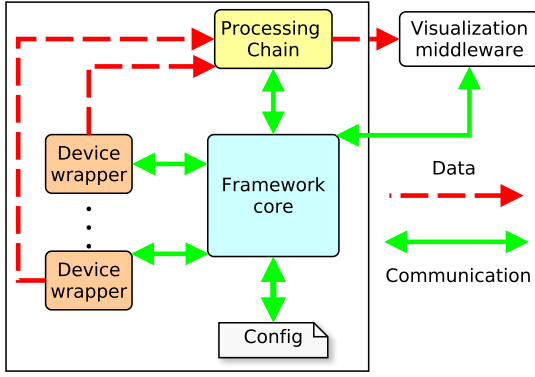 Processing
Chain
Visualization
middleware
Device
wrapper
Framework
core
Data
Device
wrapper
Communication
Config